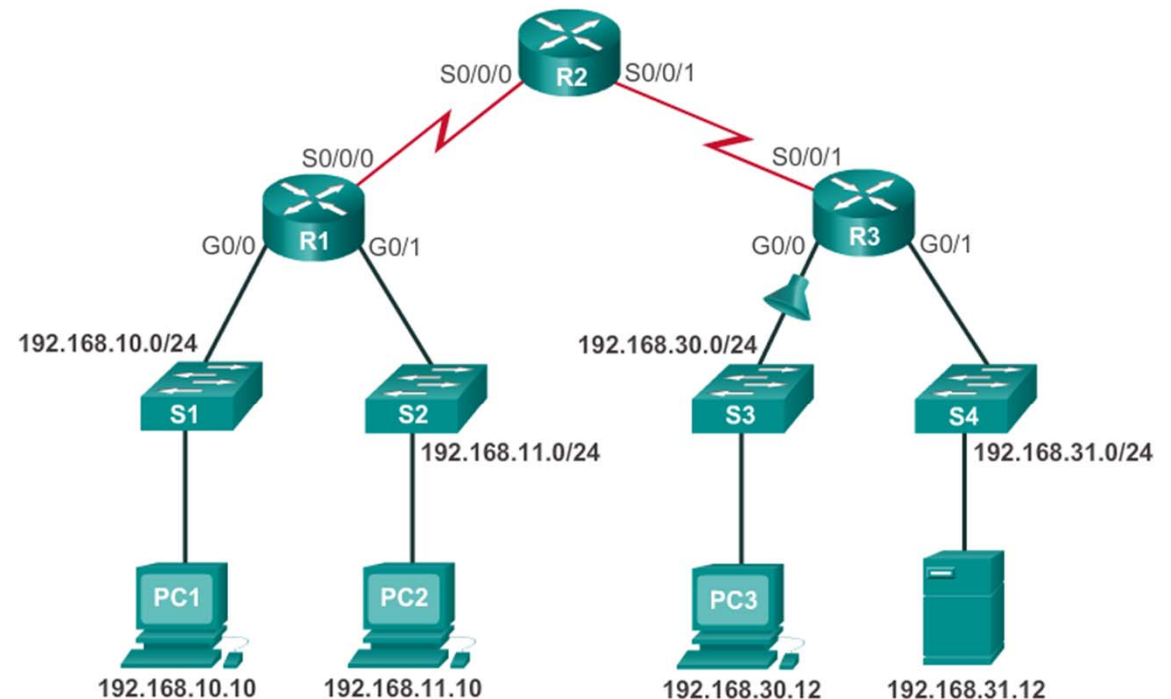 R2
S0/0/0
S0/0/1
S0/0/0
S0/0/1
R1
R3
G0/0
G0/1
G0/0
G0/1
192.168.10.0/24
192.168.30.0/24
S1
S2
S3
S4
192.168.11.0/24
192.168.31.0/24
PC1
PC2
PC3
192.168.10.10
192.168.11.10
192.168.30.12
192.168.31.12